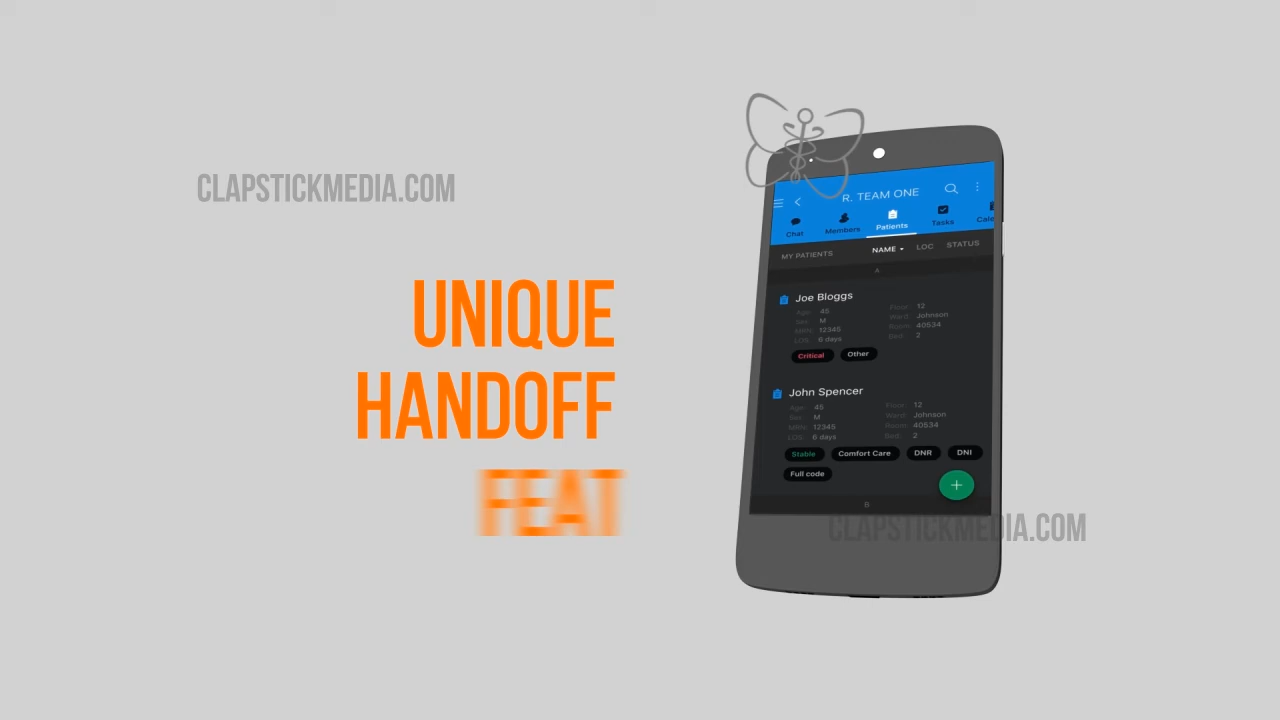 CLAPSTICKMEDIA.COM
UNIQUE
HANDOFF
FEAT
R. TEAM ONE
Chat Members Patients Tasks Cale
MY PATIENTS NAME LOC STATUS
A
Joe Bloggs
Age: 45 Floor: 12
Sex: M Ward: Johnson
MRN: 12345 Room: 40534
LOS: 6 days Bed: 2
Critical Other
John Spencer
Age: 45 Floor: 12
Sex: M Ward: Johnson
MRN: 12345 Room: 40534
LOS: 6 days Bed: 2
Stable Comfort Care DNR DNI
Full code
+
B
CLAPSTICKMEDIA.COM